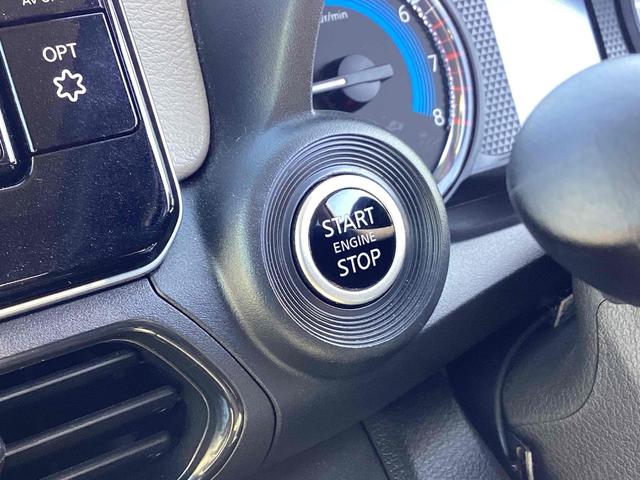 OPT
START
ENGINE
STOP
r/min
6
7
8